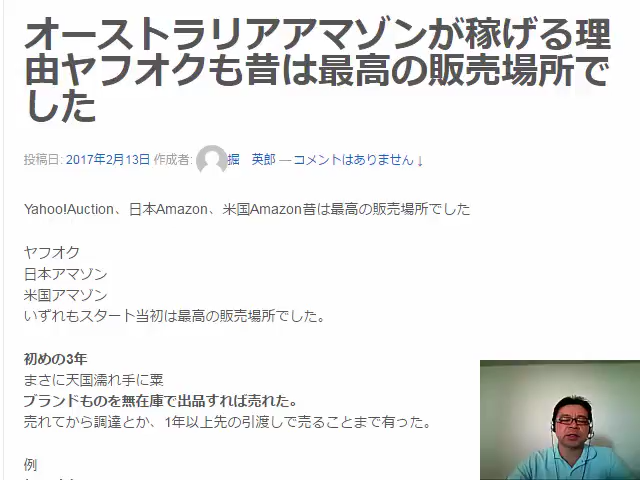 オーストラリアアマゾンが稼げる理
由ヤフオクも昔は最高の販売場所で
した
投稿日: 2017年2月13日 作成者: 掘　英郎 — コメントはありません ↓
Yahoo!Auction、日本Amazon、米国Amazon昔は最高の販売場所でした
ヤフオク
日本アマゾン
米国アマゾン
いずれもスタート当初は最高の販売場所でした。
初めの3年
まさに天国濡れ手に粟
ブランドものを無在庫で出品すれば売れた。
売れてから調達とか、1年以上先の引渡しで売ることまで有った。
例